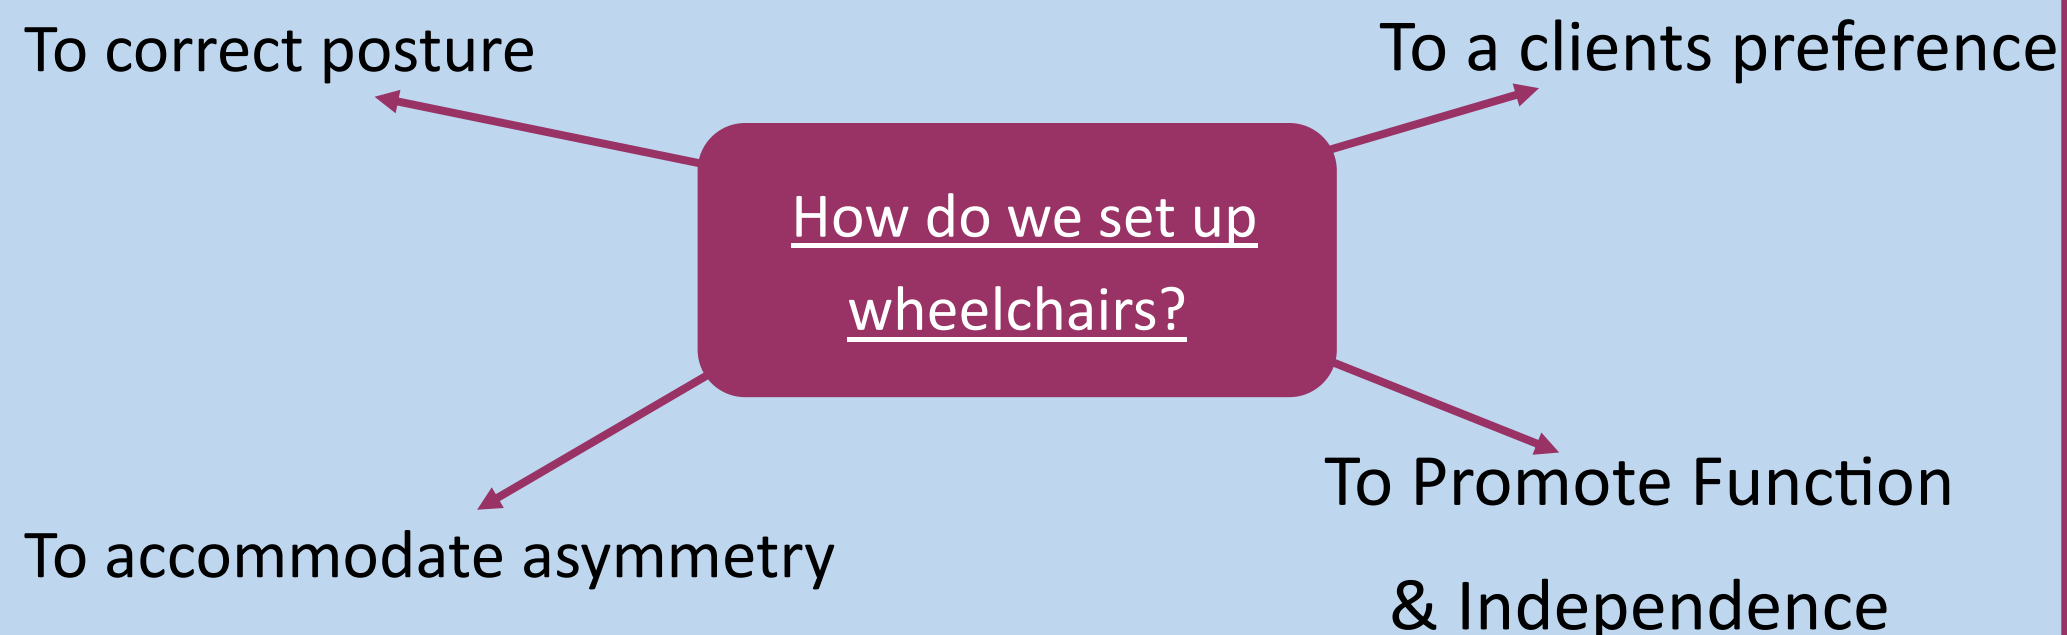 To correct posture
To a clients preference
How do we set up
wheelchairs?
To accommodate asymmetry
To Promote Function
& Independence